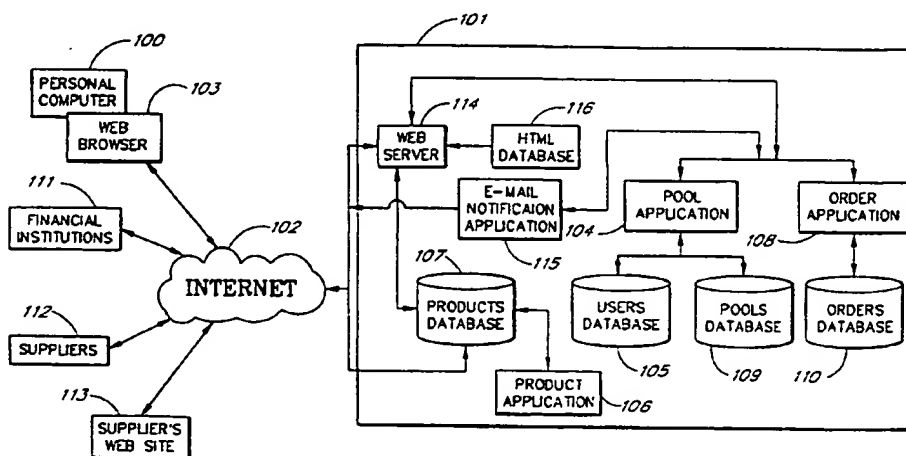 100
PERSONAL
COMPUTER
103
WEB
BROWSER
111
FINANCIAL
INSTITUTIONS
102
INTERNET
112
SUPPLIERS
113
SUPPLIER'S
WEB SITE
101
114
WEB
SERVER
116
HTML
DATABASE
E-MAIL
NOTIFICAION
APPLICATION
115
104
POOL
APPLICATION
ORDER
APPLICATION
108
107
PRODUCTS
DATABASE
USERS
DATABASE
105
POOLS
DATABASE
109
ORDERS
DATABASE
110
PRODUCT
APPLICATION
106